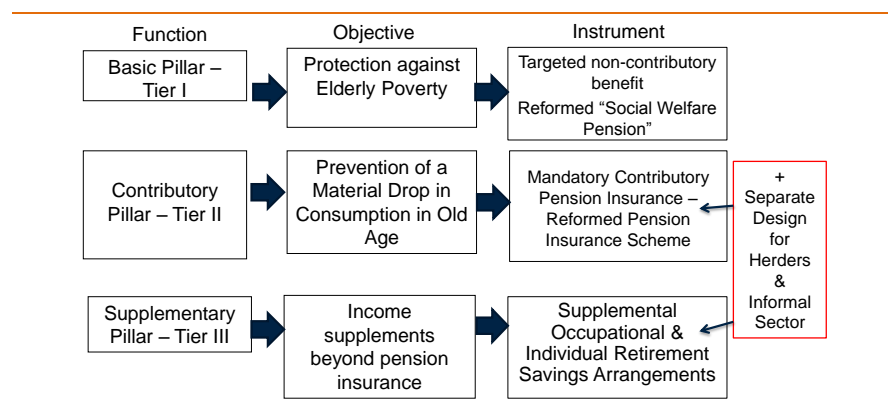 Function
Objective
Instrument
Basic Pillar –
Tier I
Protection against
Elderly Poverty
Targeted non-contributory
benefit
Reformed “Social Welfare
Pension”
Contributory
Pillar – Tier II
Prevention of a
Material Drop in
Consumption in Old
Age
Mandatory Contributory
Pension Insurance –
Reformed Pension
Insurance Scheme
+
Separate
Design
for
Herders
&
Informal
Sector
Supplementary
Pillar – Tier III
Income
supplements
beyond pension
insurance
Supplemental
Occupational &
Individual Retirement
Savings Arrangements